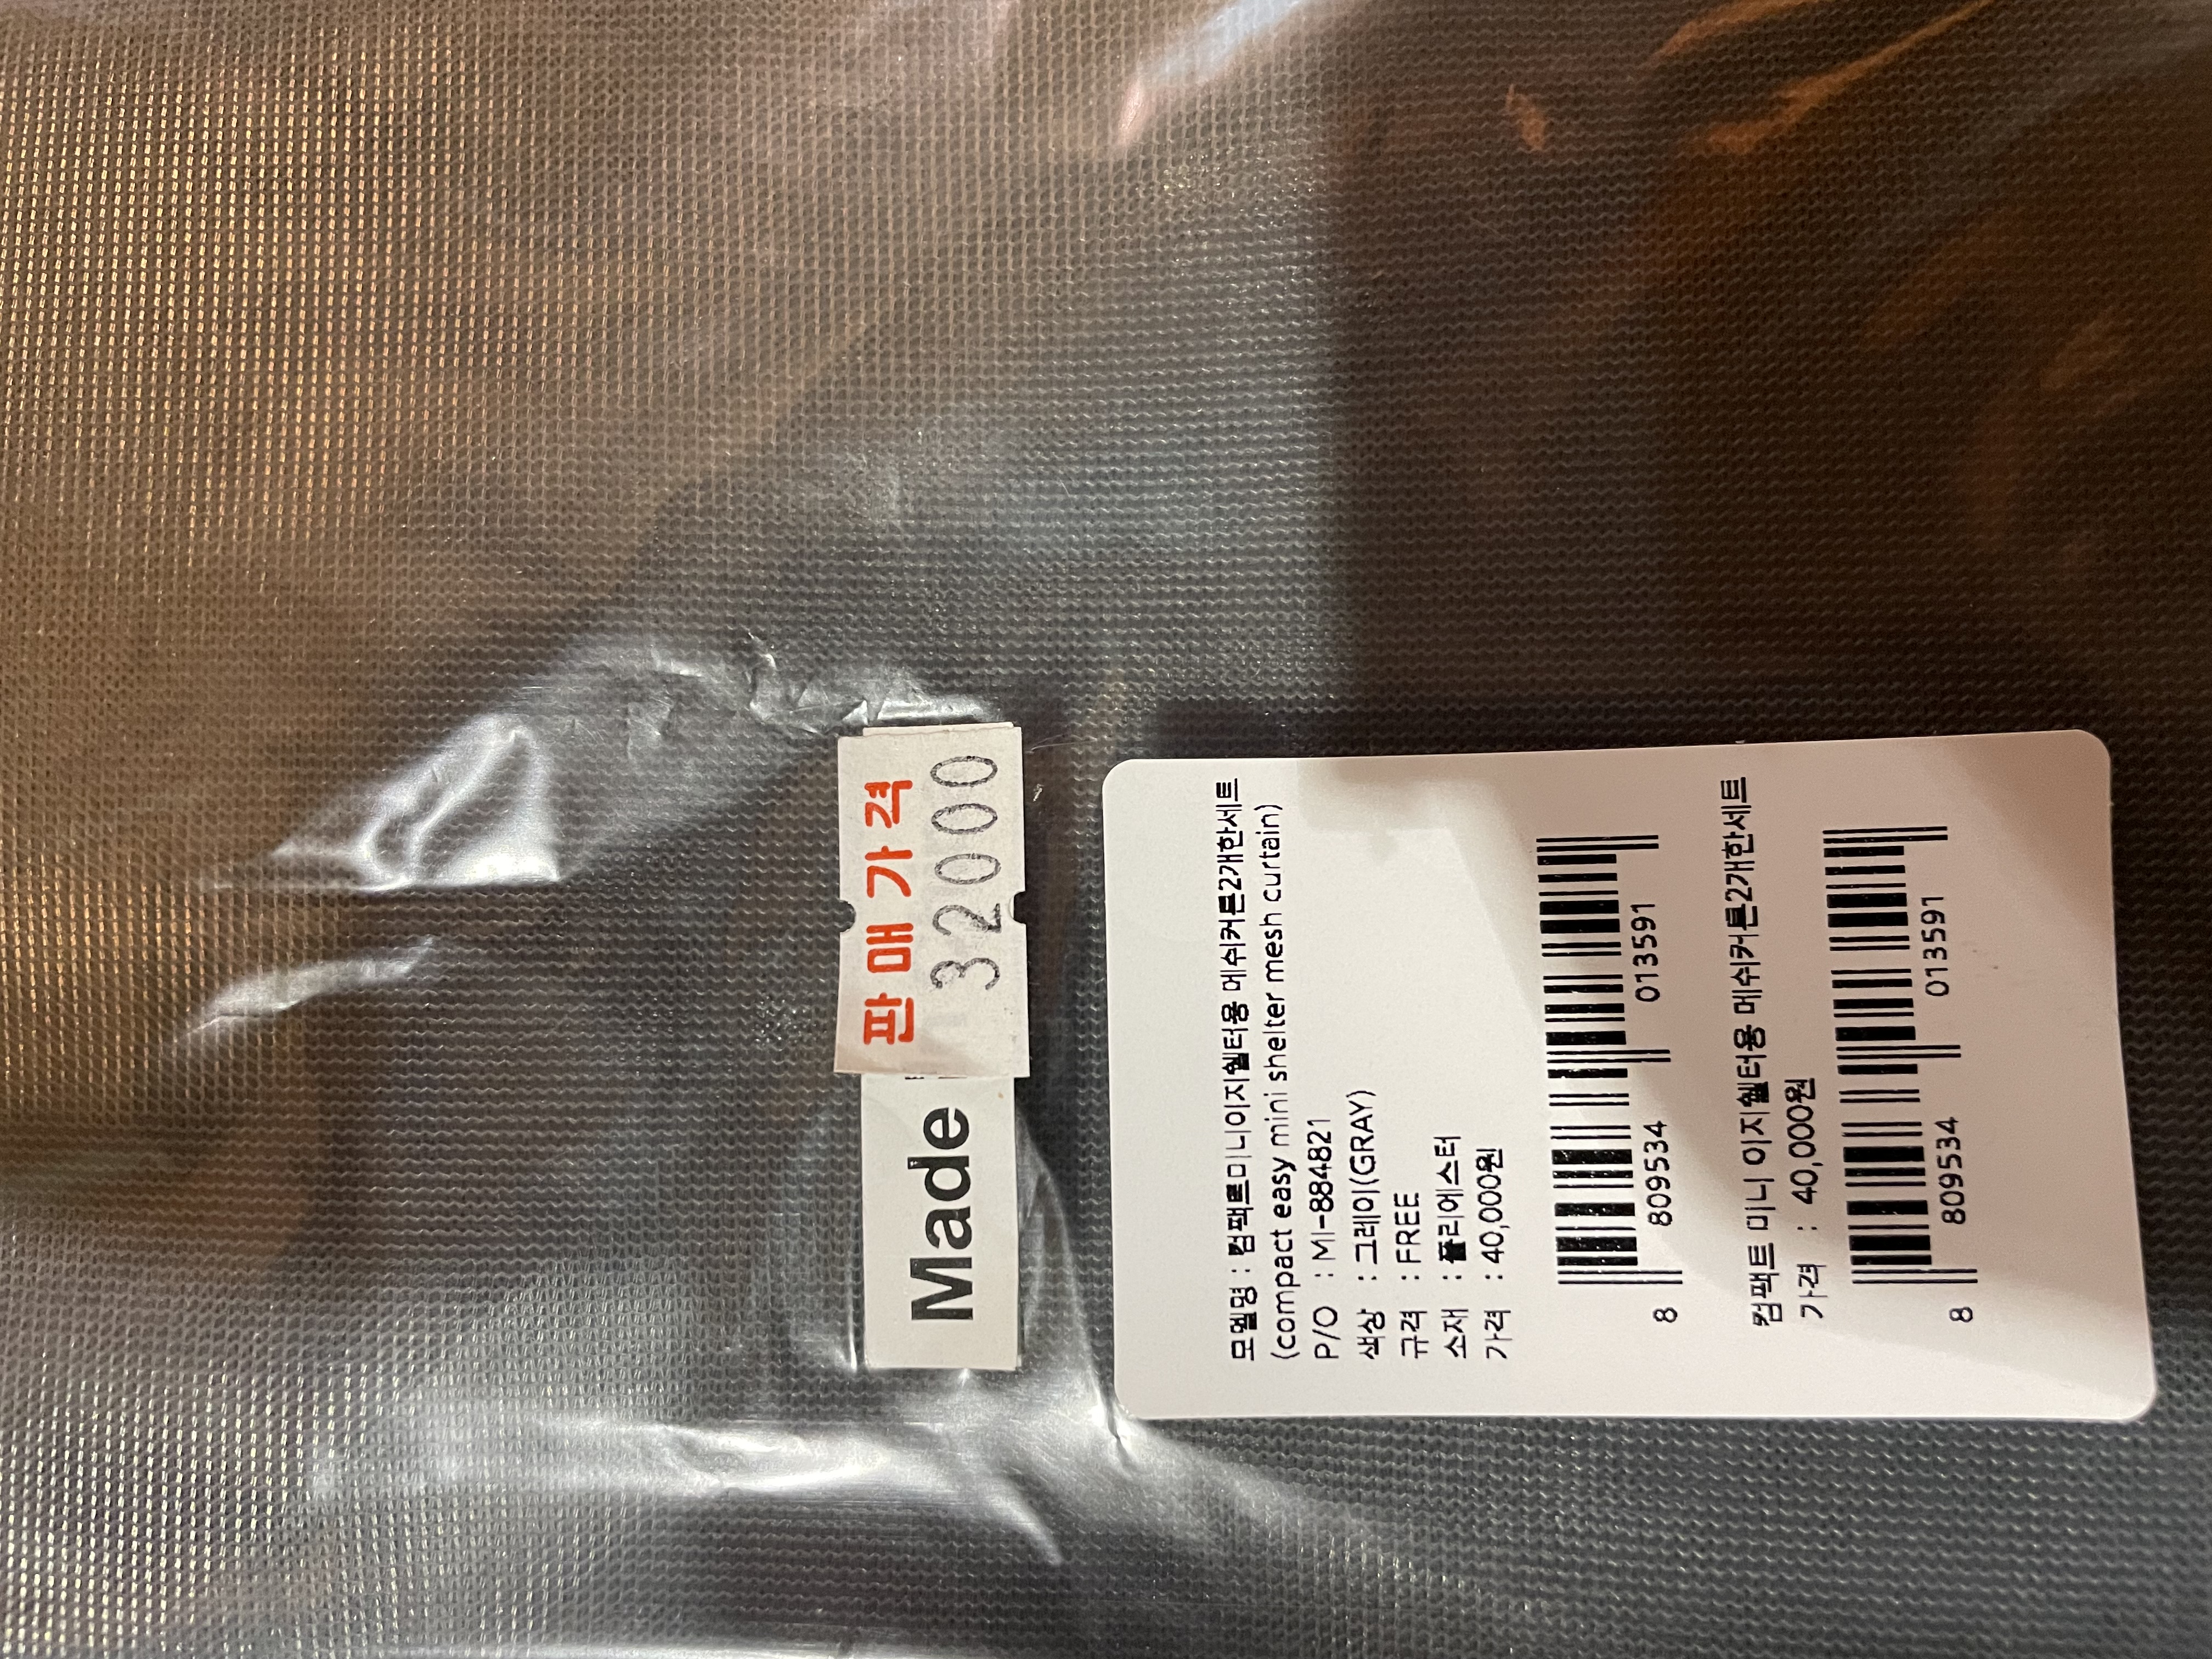 판매가격
32000
Made
모델명 : 컴팩트미니이지쉘터용 메쉬커튼2개한세트
(compact easy mini shelter mesh curtain)
P/O : MI-884821
색상 : 그레이(GRAY)
규격 : FREE
소재 : 폴리에스터
가격 : 40,000원
8 809534 013591
컴팩트 미니 이지쉘터용 메쉬커튼2개한세트
가격 : 40,000원
8 809534 013591